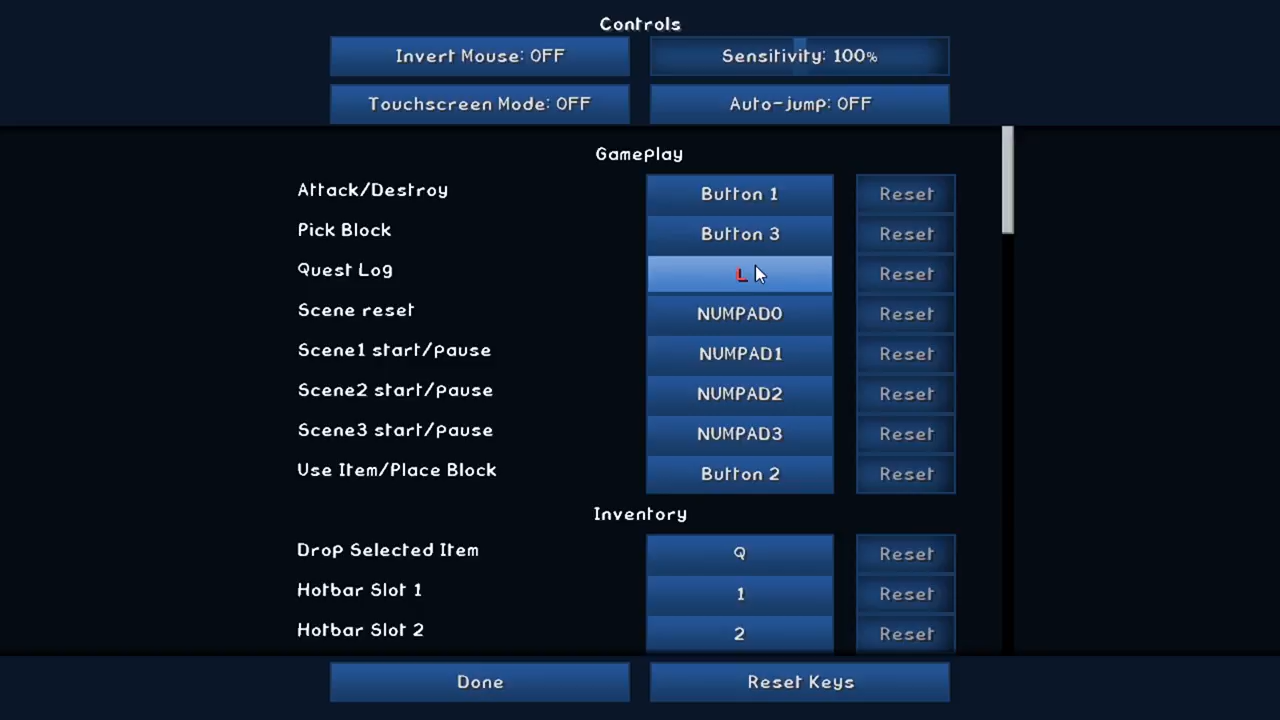 Controls
Invert Mouse: OFF
Sensitivity: 100%
Touchscreen Mode: OFF
Auto-jump: OFF
Gameplay
Attack/Destroy Button 1 Reset
Pick Block Button 3 Reset
Quest Log L Reset
Scene reset NUMPAD0 Reset
Scene1 start/pause NUMPAD1 Reset
Scene2 start/pause NUMPAD2 Reset
Scene3 start/pause NUMPAD3 Reset
Use Item/Place Block Button 2 Reset
Inventory
Drop Selected Item Q Reset
Hotbar Slot 1 1 Reset
Hotbar Slot 2 2 Reset
Done
Reset Keys